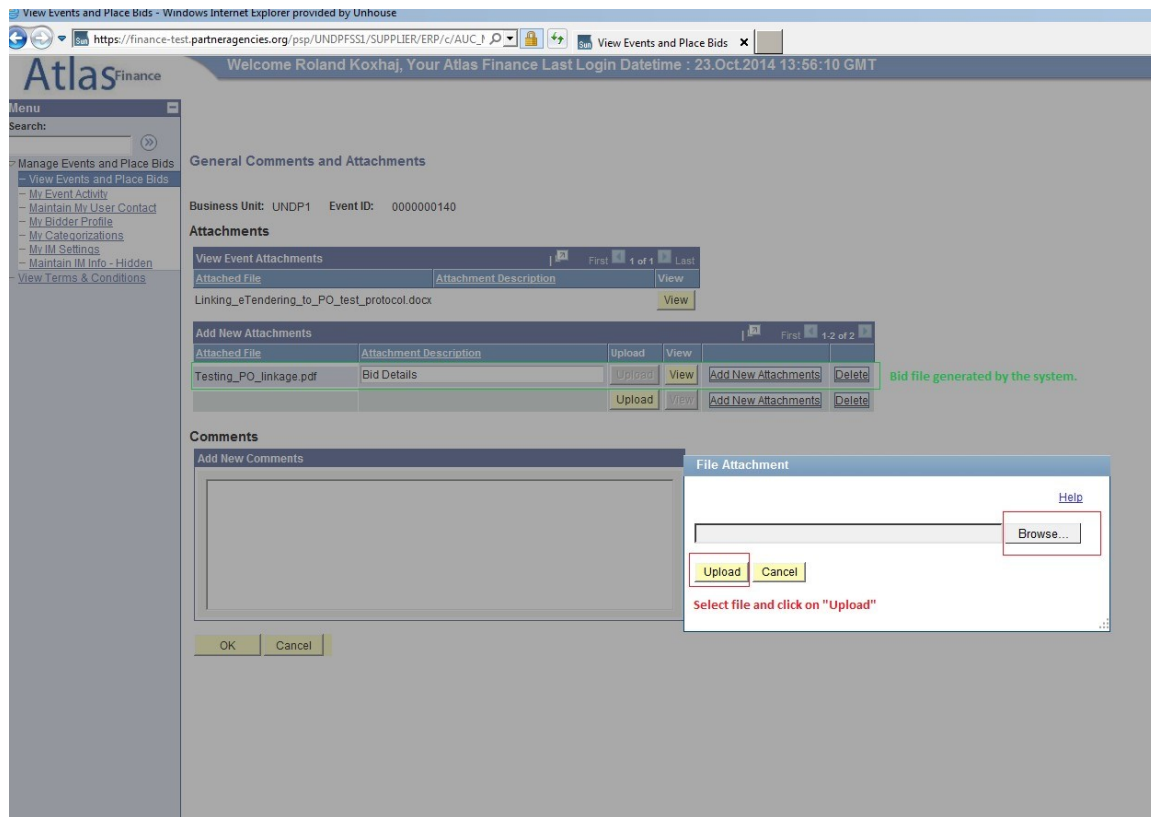 View Events and Place Bids - Windows Internet Explorer provided by Unhouse
https://finance-test.partneragencies.org/psp/UNDPFSS1/SUPPLIER/ERP/c/AUC_
View Events and Place Bids
Atlas Finance
Welcome Roland Koxhaj, Your Atlas Finance Last Login Datetime : 23.Oct.2014 13:56:10 GMT
Menu
Search:
Manage Events and Place Bids
– View Events and Place Bids
– My Event Activity
– Maintain My User Contact
– My Bidder Profile
– My Categorizations
– My IM Settings
– Maintain IM Info - Hidden
– View Terms & Conditions
General Comments and Attachments
Business Unit: UNDP1 Event ID: 0000000140
Attachments
View Event Attachments First 1 of 1 Last
Attached File Attachment Description View
Linking_eTendering_to_PO_test_protocol.docx View
Add New Attachments First 1-2 of 2
Attached File Attachment Description Upload View
Testing_PO_linkage.pdf Bid Details Upload View Add New Attachments Delete Bid file generated by the system.
Upload View Add New Attachments Delete
Comments
Add New Comments
OK Cancel
File Attachment
Help
Browse...
Upload Cancel
Select file and click on "Upload"